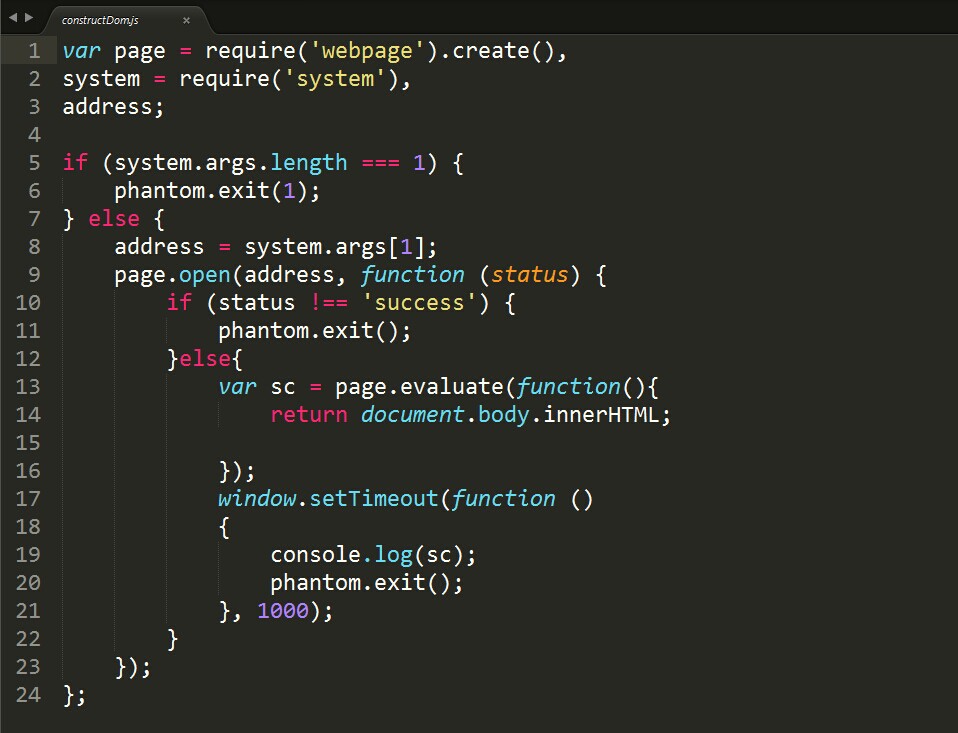 constructDom.js ×
1 var page = require('webpage').create(),
2 system = require('system'),
3 address;
4
5 if (system.args.length === 1) {
6     phantom.exit(1);
7 } else {
8     address = system.args[1];
9     page.open(address, function (status) {
10         if (status !== 'success') {
11             phantom.exit();
12         }else{
13             var sc = page.evaluate(function(){
14                 return document.body.innerHTML;
15
16             });
17             window.setTimeout(function ()
18             {
19                 console.log(sc);
20                 phantom.exit();
21             }, 1000);
22         }
23     });
24 };